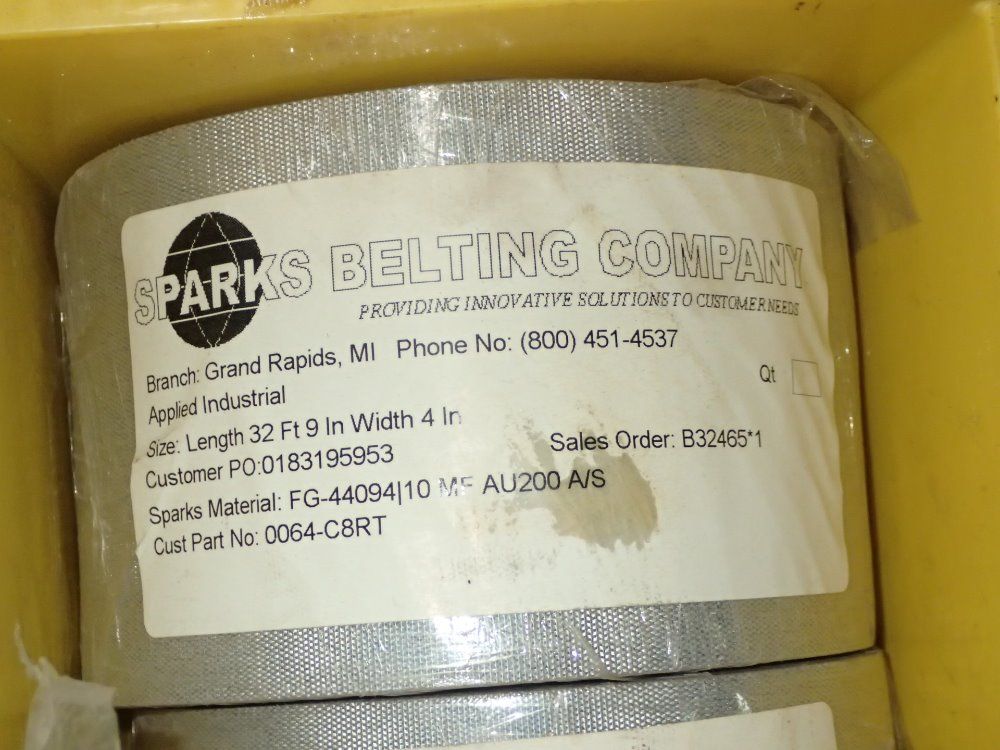 SPARKS BELTING COMPANY
PROVIDING INNOVATIVE SOLUTIONS TO CUSTOMER NEEDS
Branch: Grand Rapids, MI Phone No: (800) 451-4537
Applied Industrial
Qt
Size: Length 32 Ft 9 In Width 4 In
Customer PO:0183195953
Sales Order: B32465*1
Sparks Material: FG-44094|10 MF AU200 A/S
Cust Part No: 0064-C8RT